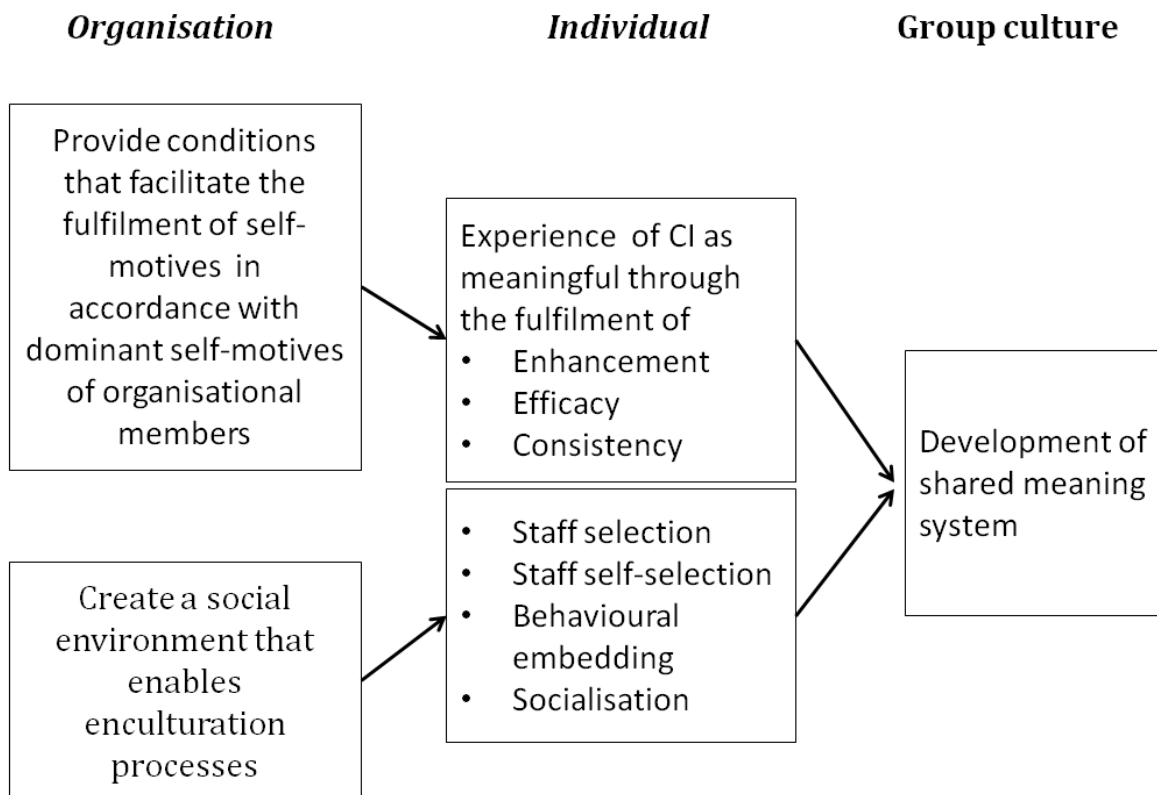 Organisation
Individual
Group culture
Provide conditions
that facilitate the
fulfilment of self-
motives in
accordance with
dominant self-motives
of organisational
members
Create a social
environment that
enables
enculturation
processes
Experience of CI as
meaningful through
the fulfilment of
• Enhancement
• Efficacy
• Consistency
• Staff selection
• Staff self-selection
• Behavioural
embedding
• Socialisation
Development of
shared meaning
system